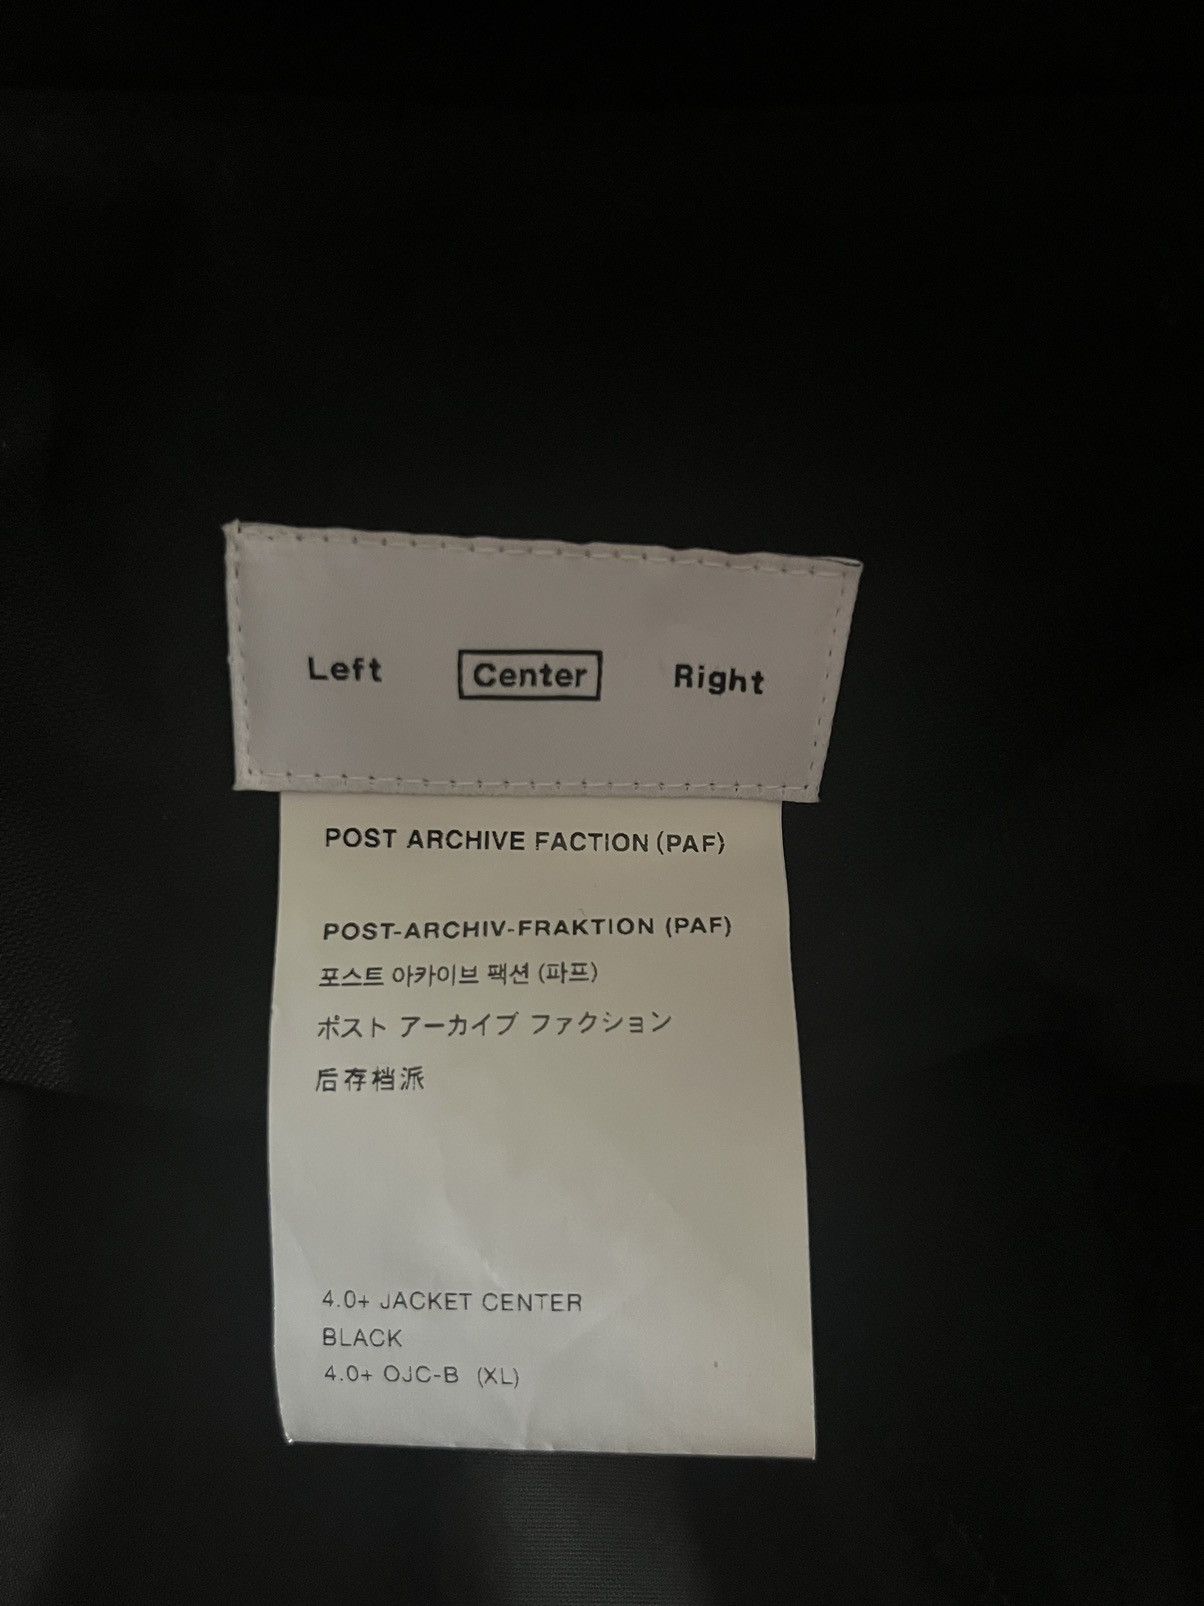 Left Center Right
POST ARCHIVE FACTION (PAF)
POST-ARCHIV-FRAKTION (PAF)
포스트 아카이브 팩션 (파프)
ポスト アーカイブ ファクション
后存档派
4.0+ JACKET CENTER
BLACK
4.0+ OJC-B (XL)